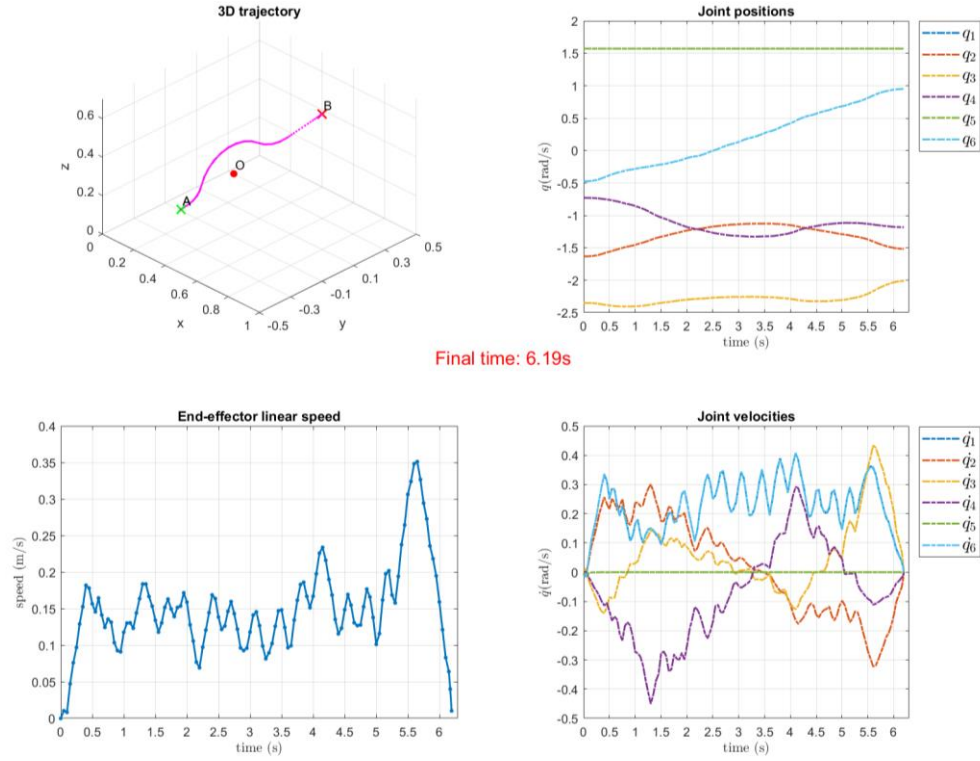 3D trajectory
0.6
0.4
0.2
0
z
A
O
B
0
0.2
0.4
0.6
0.8
1
x
-0.5
-0.3
-0.1
0.1
0.3
0.5
y
Joint positions
2
1.5
1
0.5
0
-0.5
-1
-1.5
-2
-2.5
q(rad/s)
0 0.5 1 1.5 2 2.5 3 3.5 4 4.5 5 5.5 6
time (s)
q₁
q₂
q₃
q₄
q₅
q₆
Final time: 6.19s
End-effector linear speed
0.4
0.35
0.3
0.25
0.2
0.15
0.1
0.05
0
speed (m/s)
0 0.5 1 1.5 2 2.5 3 3.5 4 4.5 5 5.5 6
time (s)
Joint velocities
0.5
0.4
0.3
0.2
0.1
0
-0.1
-0.2
-0.3
-0.4
-0.5
q̇(rad/s)
0 0.5 1 1.5 2 2.5 3 3.5 4 4.5 5 5.5 6
time (s)
q̇₁
q̇₂
q̇₃
q̇₄
q̇₅
q̇₆